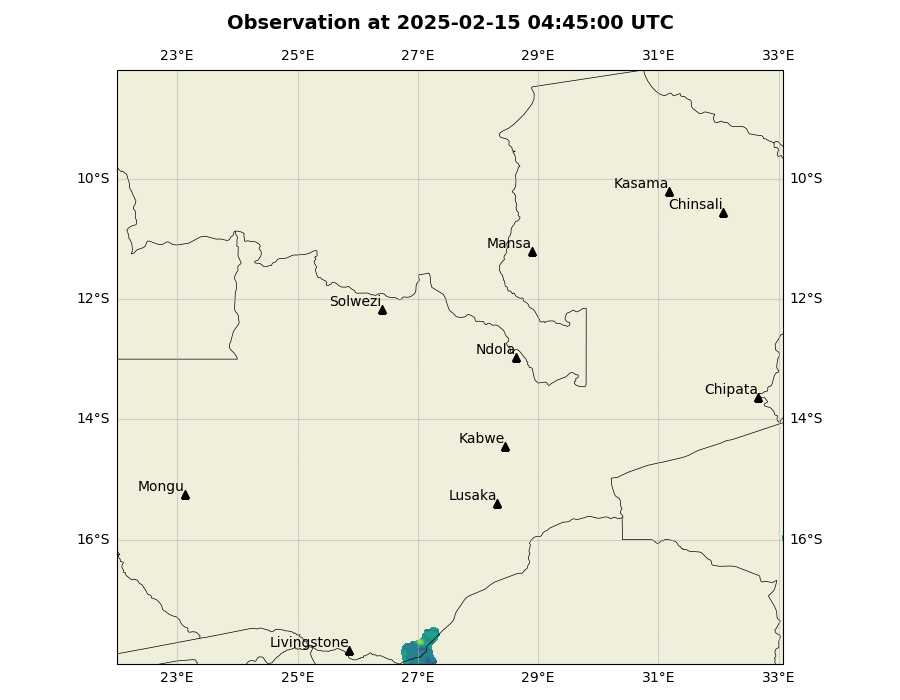 Observation at 2025-02-15 04:45:00 UTC
23°E 25°E 27°E 29°E 31°E 33°E
10°S 10°S
Kasama
Chinsali
Mansa
12°S 12°S
Solwezi
Ndola
Chipata
14°S 14°S
Kabwe
Mongu
Lusaka
16°S 16°S
Livingstone
23°E 25°E 27°E 29°E 31°E 33°E